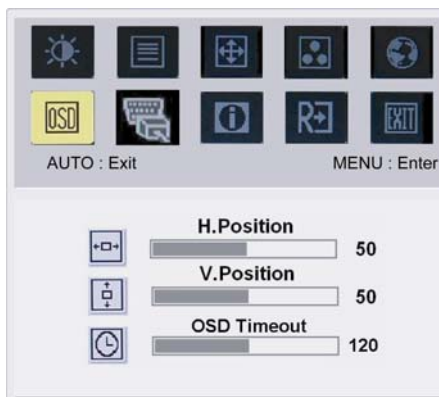 OSD
R
EXIT
AUTO : Exit
MENU : Enter
H.Position
50
V.Position
50
OSD Timeout
120